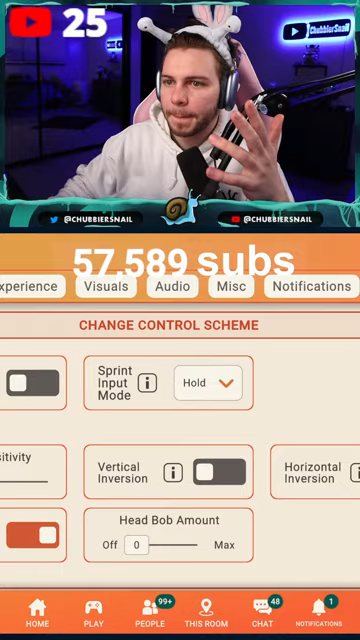 25
ChubbierSnail
@CHUBBIERSNAIL
@CHUBBIERSNAIL
57,589 subs
xperience
Visuals
Audio
Misc
Notifications
CHANGE CONTROL SCHEME
Sprint
Input
Mode
i
Hold
sitivity
Vertical
Inversion
i
Horizontal
Inversion
i
Head Bob Amount
Off
0
Max
99+
48
1
HOME
PLAY
PEOPLE
THIS ROOM
CHAT
NOTIFICATIONS